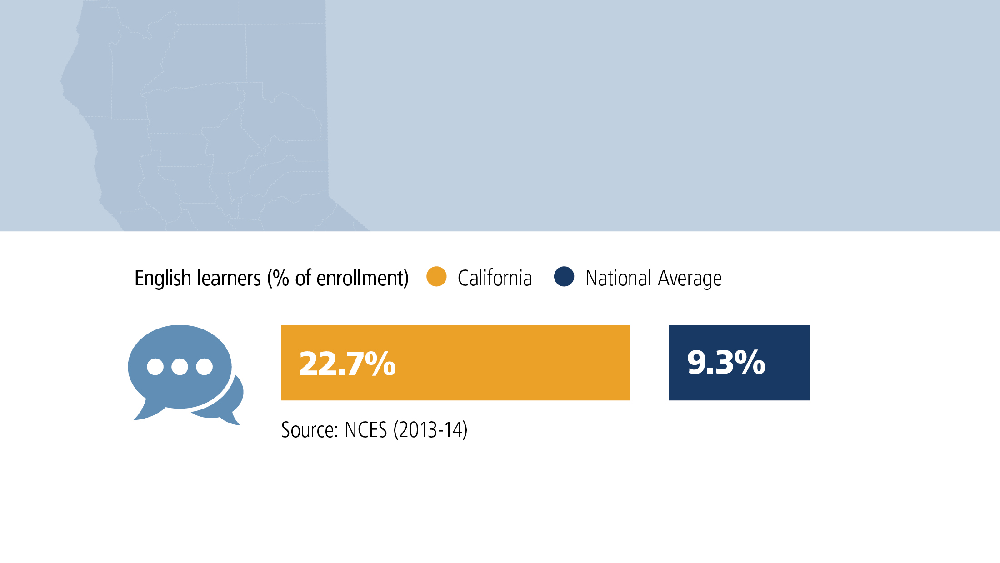 English learners (% of enrollment) California National Average
22.7% 9.3%
Source: NCES (2013-14)